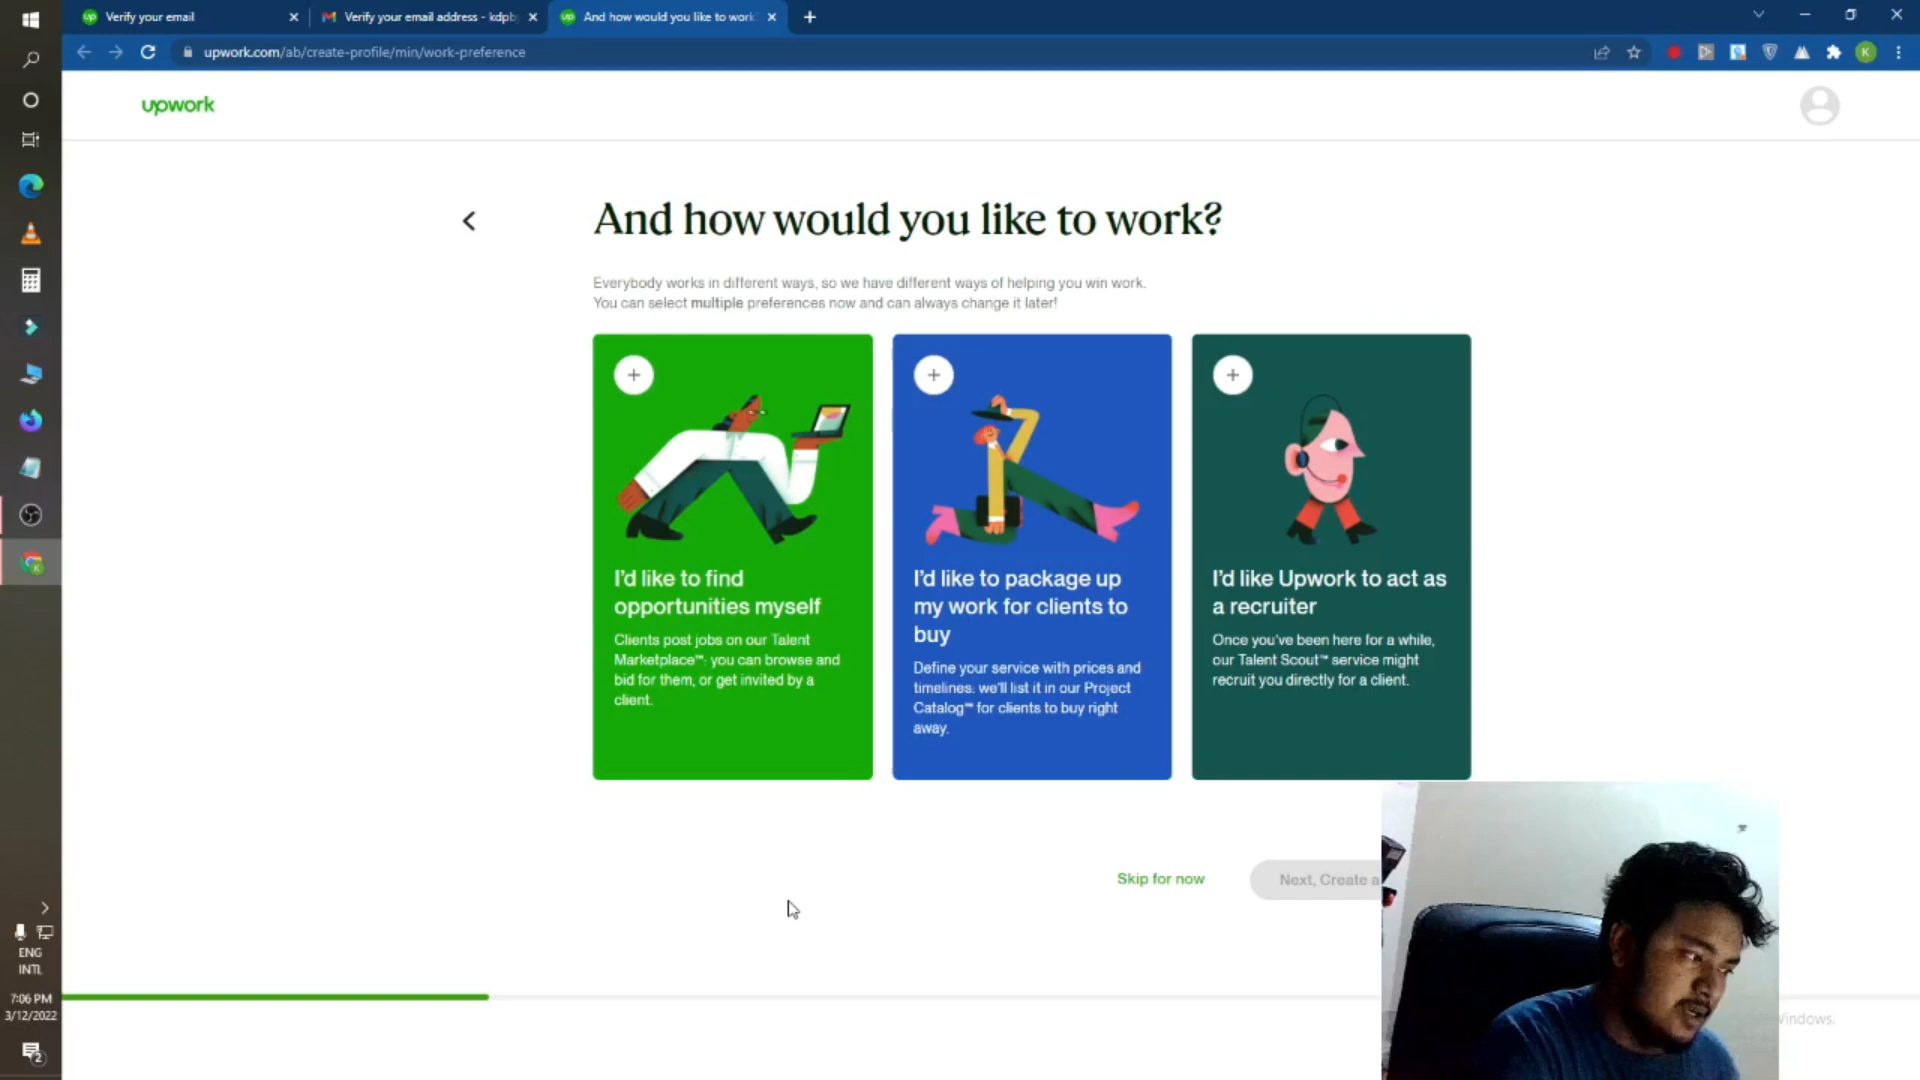 Verify your email
Verify your email address - kdpb
And how would you like to work
upwork.com/ab/create-profile/min/work-preference
K
upwork
And how would you like to work?
Everybody works in different ways, so we have different ways of helping you win work.
You can select multiple preferences now and can always change it later!
I'd like to find
opportunities myself
Clients post jobs on our Talent
Marketplace™: you can browse and
bid for them, or get invited by a
client.
I'd like to package up
my work for clients to
buy
Define your service with prices and
timelines: we'll list it in our Project
Catalog™ for clients to buy right
away.
I'd like Upwork to act as
a recruiter
Once you've been here for a while,
our Talent Scout™ service might
recruit you directly for a client.
Skip for now
Next, Create a
ENG
INTL
7:06 PM
3/12/2022
2
Windows.